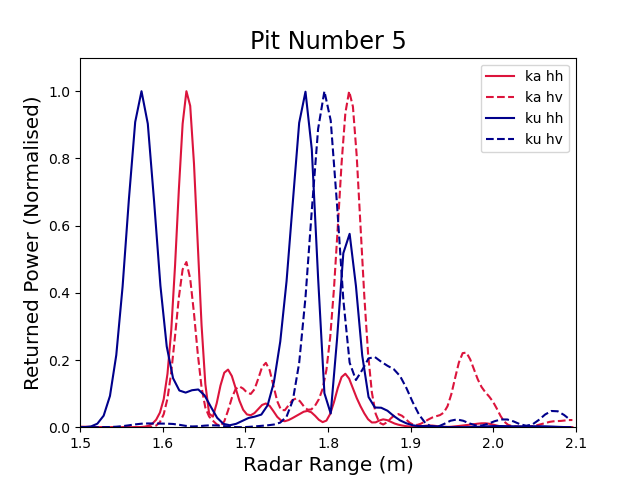 Pit Number 5
Returned Power (Normalised)
1.0
0.8
0.6
0.4
0.2
0.0
ka hh
ka hv
ku hh
ku hv
1.5 1.6 1.7 1.8 1.9 2.0 2.1
Radar Range (m)